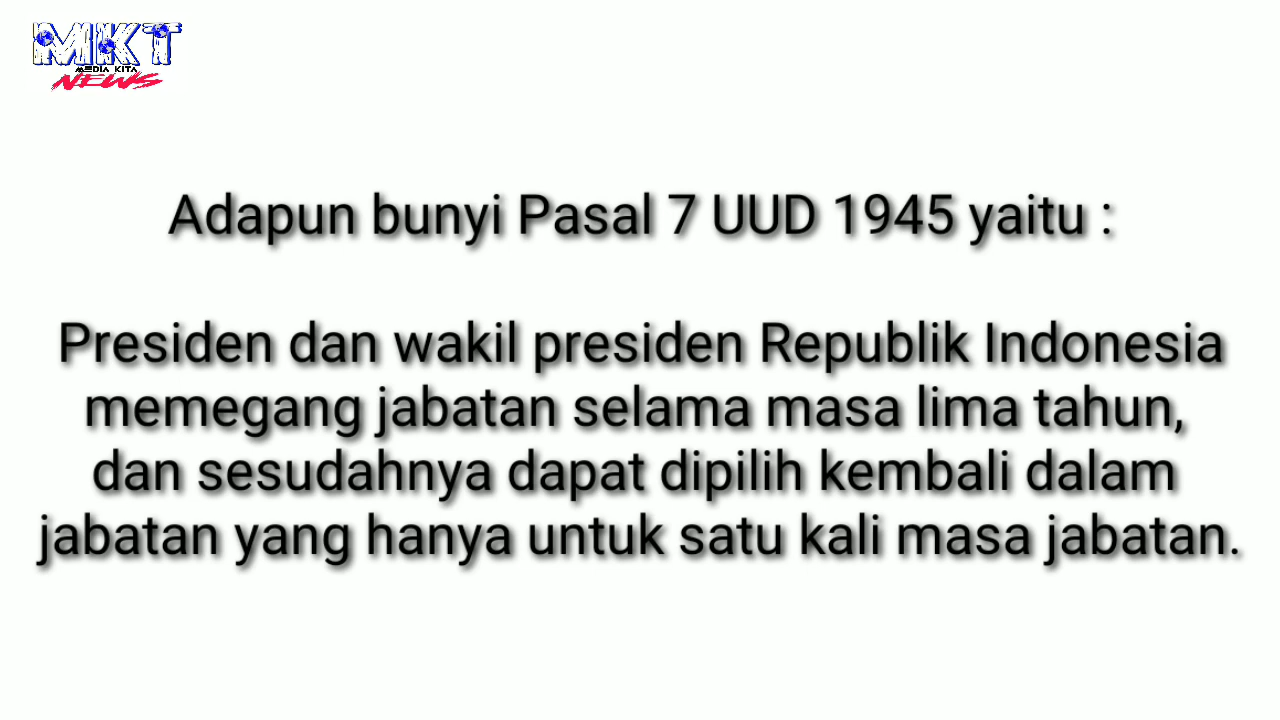 MKT
MEDIA KITA
NEWS
Adapun bunyi Pasal 7 UUD 1945 yaitu :
Presiden dan wakil presiden Republik Indonesia
memegang jabatan selama masa lima tahun,
dan sesudahnya dapat dipilih kembali dalam
jabatan yang hanya untuk satu kali masa jabatan.